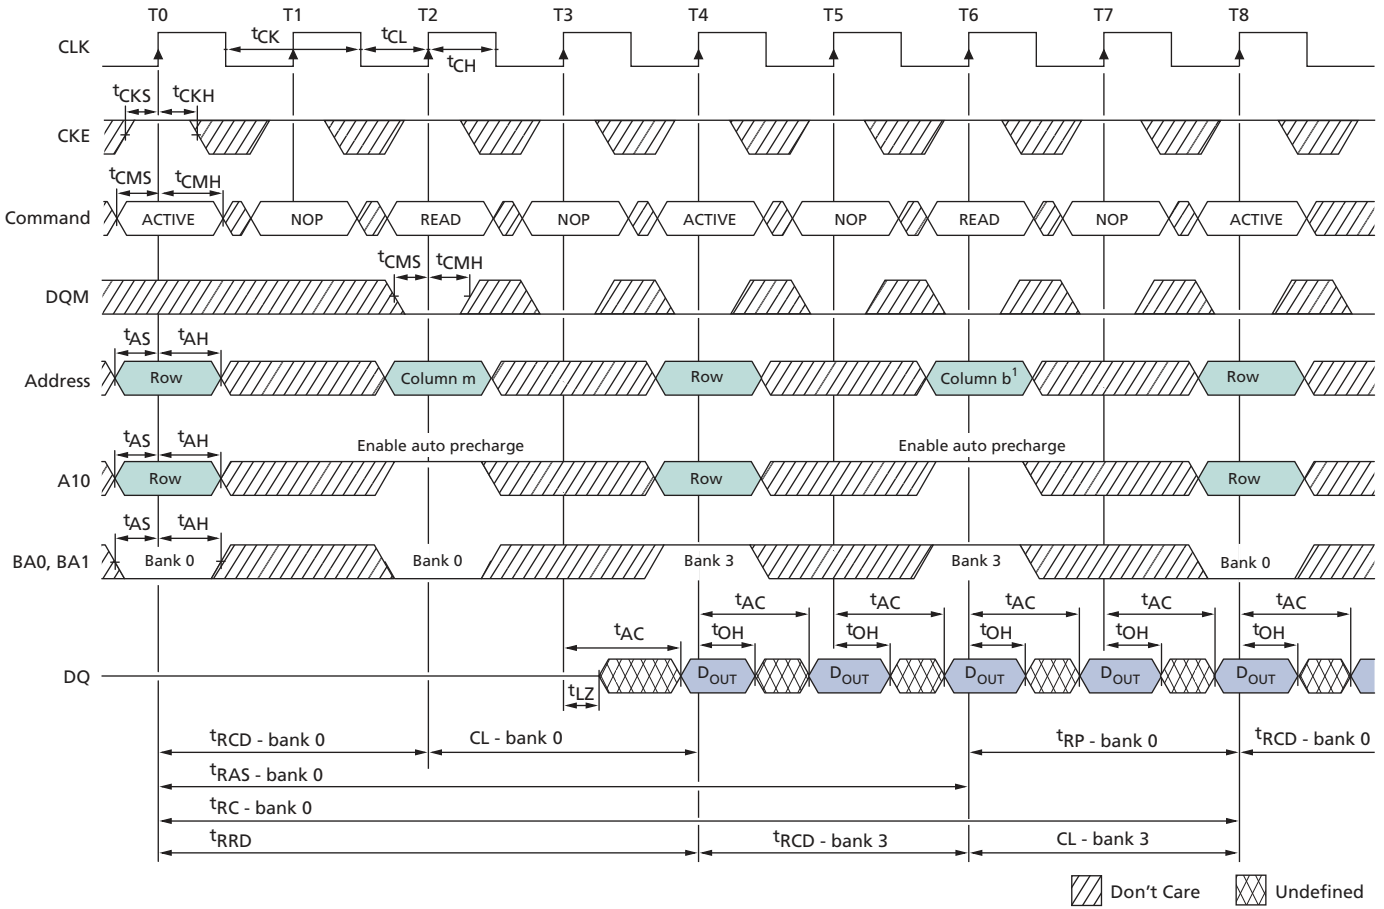 T0 T1 T2 T3 T4 T5 T6 T7 T8
CLK
tCK tCL
tCH
tCKS tCKH
CKE
tCMS tCMH
Command ACTIVE NOP READ NOP ACTIVE NOP READ NOP ACTIVE
tCMS tCMH
DQM
tAS tAH
Address Row Column m Row Column b1 Row
tAS tAH Enable auto precharge Enable auto precharge
A10 Row Row Row
tAS tAH
BA0, BA1 Bank 0 Bank 0 Bank 3 Bank 3 Bank 0
tAC tAC tAC tAC tAC
tAC tOH tOH tOH tOH tOH
DQ DOUT DOUT DOUT DOUT DOUT
tLZ
tRCD - bank 0 CL - bank 0 tRP - bank 0 tRCD - bank 0
tRAS - bank 0
tRC - bank 0
tRRD tRCD - bank 3 CL - bank 3
Don't Care Undefined